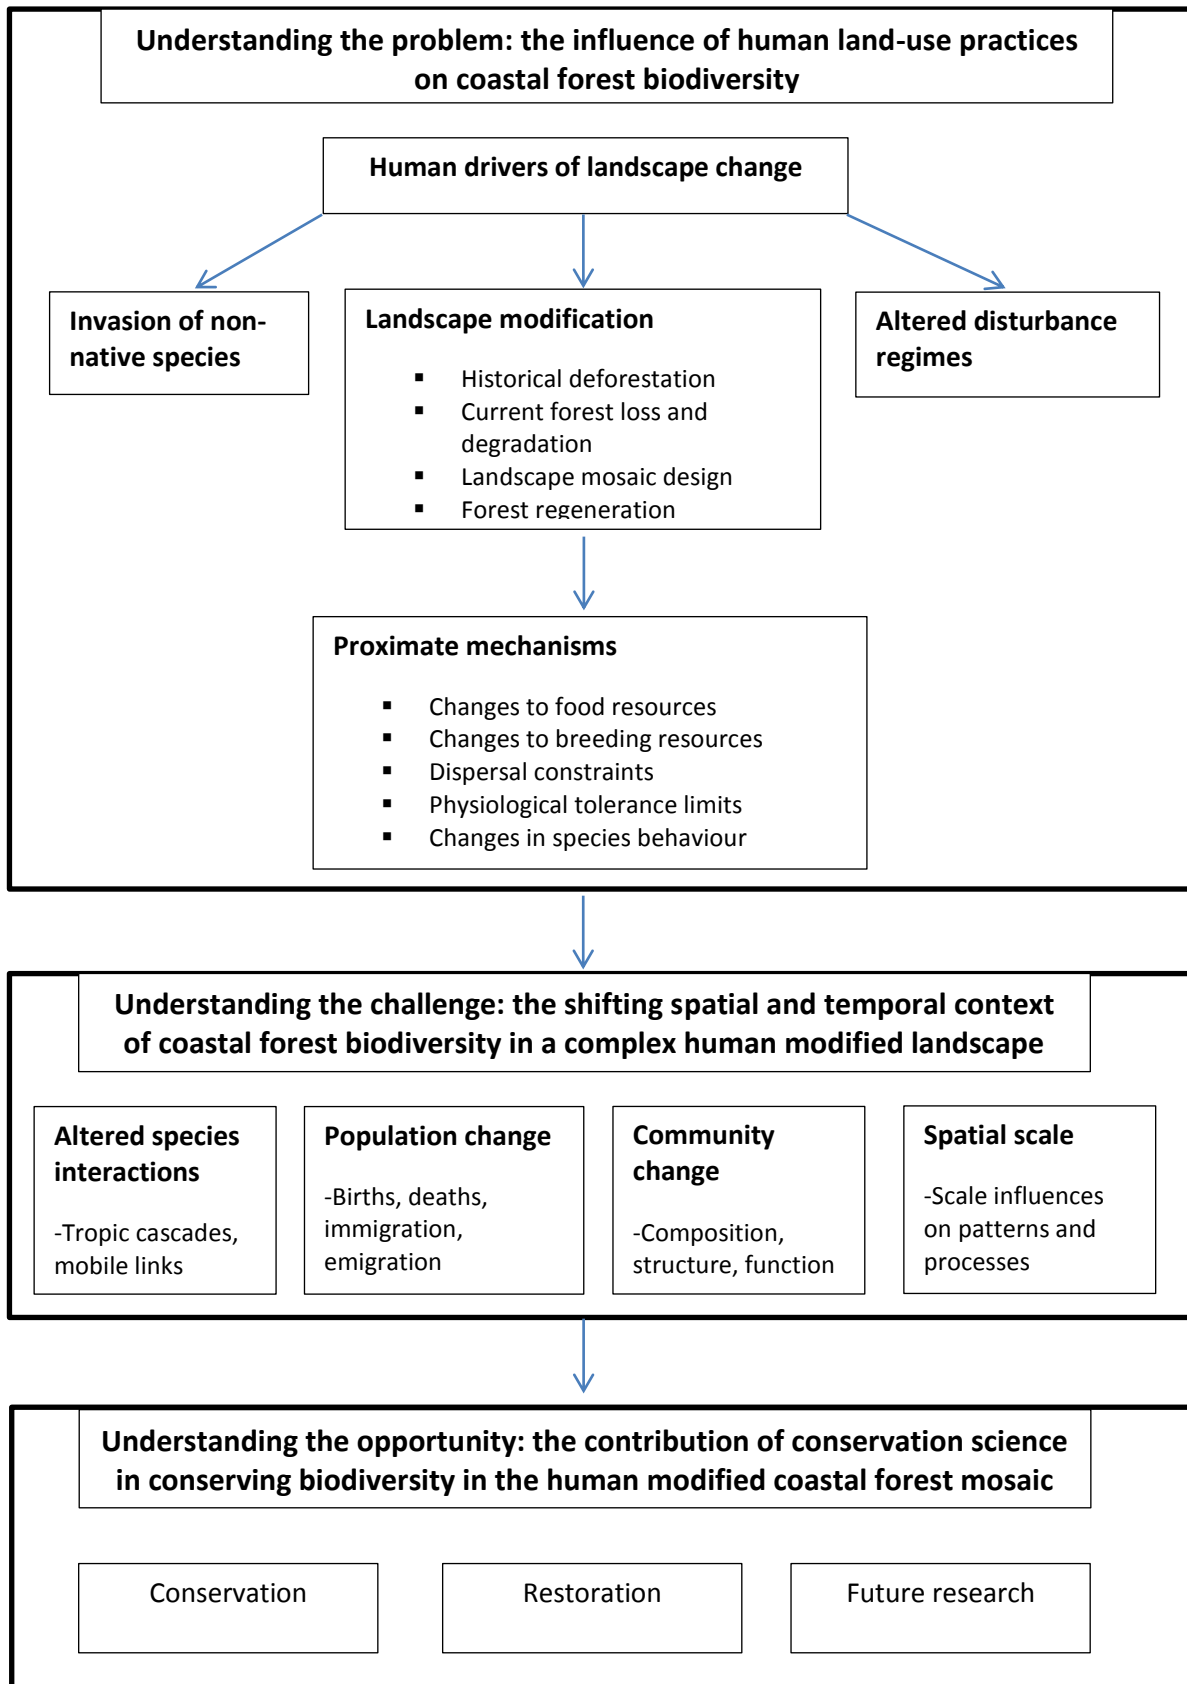 Understanding the problem: the influence of human land-use practices
on coastal forest biodiversity
Human drivers of landscape change
Invasion of non-
native species
Landscape modification
▪ Historical deforestation
▪ Current forest loss and
degradation
▪ Landscape mosaic design
▪ Forest regeneration
Altered disturbance
regimes
Proximate mechanisms
▪ Changes to food resources
▪ Changes to breeding resources
▪ Dispersal constraints
▪ Physiological tolerance limits
▪ Changes in species behaviour
Understanding the challenge: the shifting spatial and temporal context
of coastal forest biodiversity in a complex human modified landscape
Altered species
interactions
-Tropic cascades,
mobile links
Population change
-Births, deaths,
immigration,
emigration
Community
change
-Composition,
structure, function
Spatial scale
-Scale influences
on patterns and
processes
Understanding the opportunity: the contribution of conservation science
in conserving biodiversity in the human modified coastal forest mosaic
Conservation
Restoration
Future research